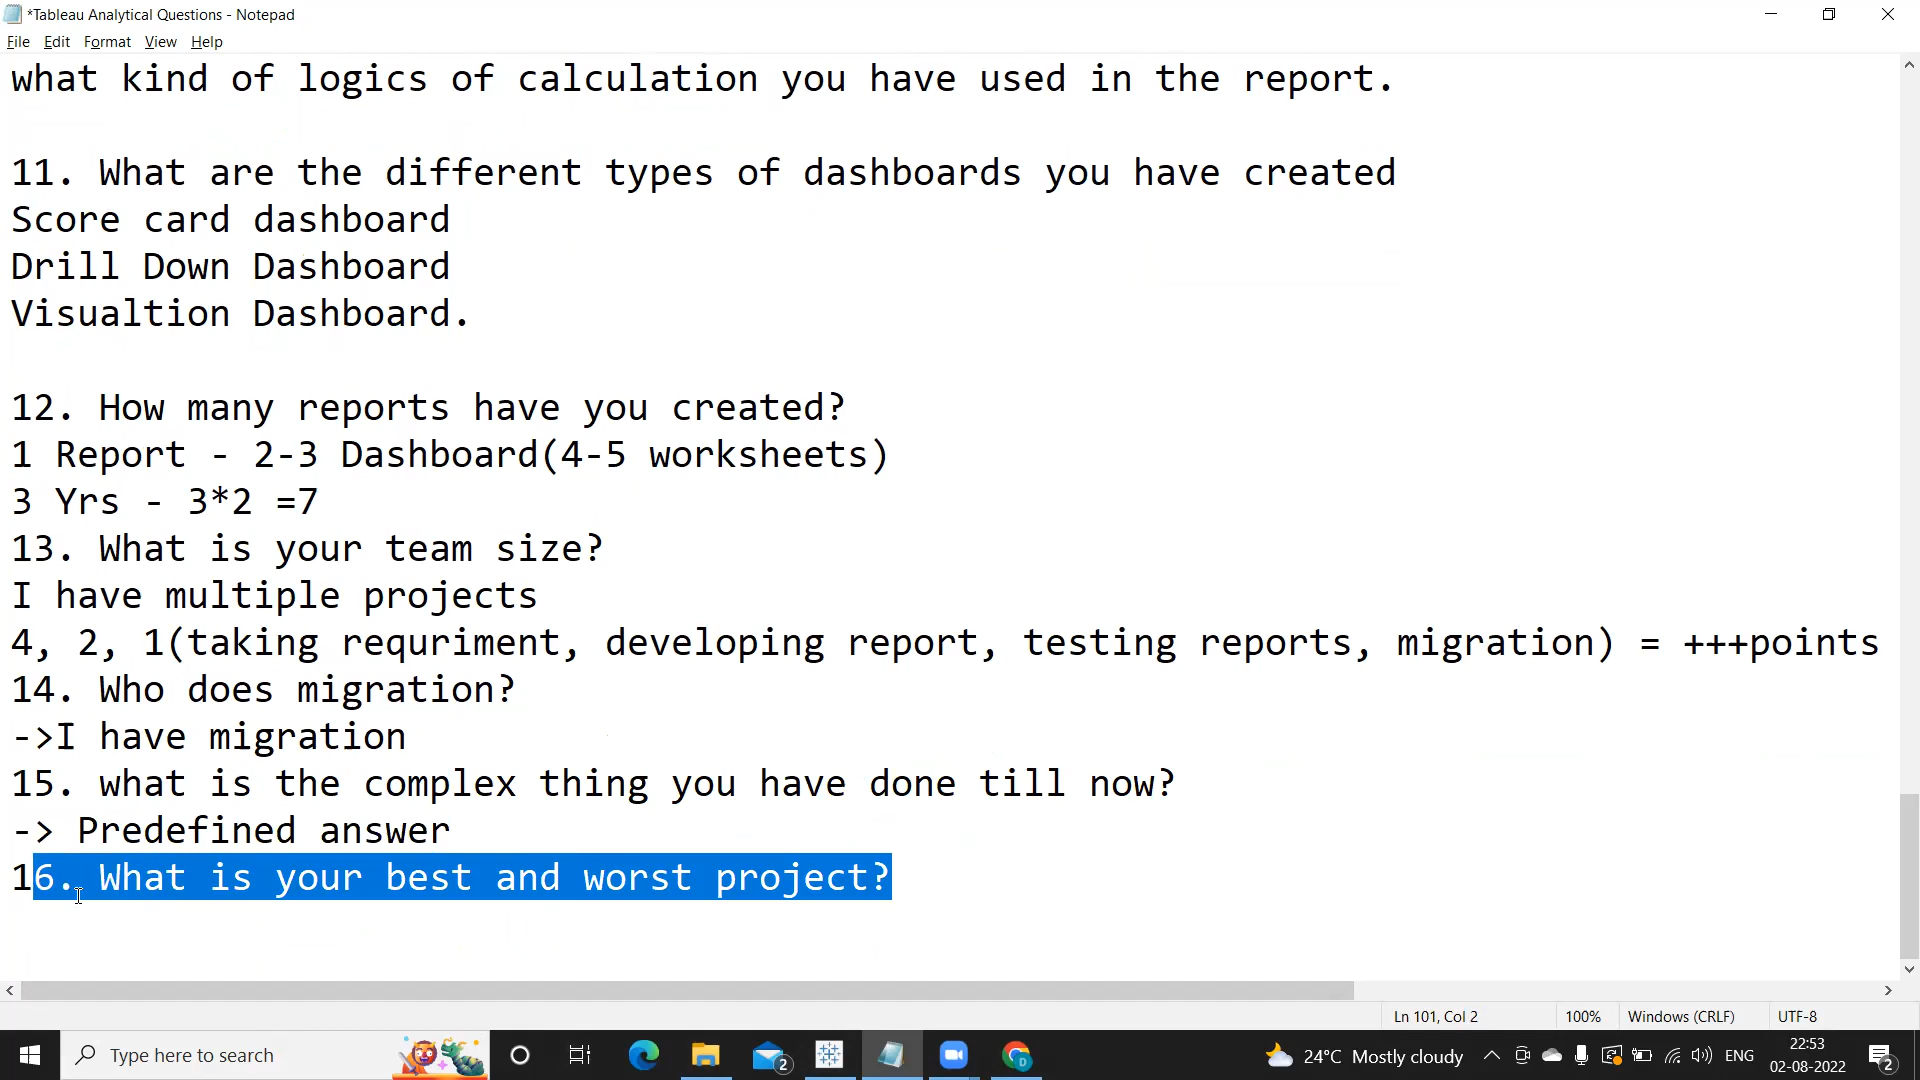 *Tableau Analytical Questions - Notepad
File Edit Format View Help
what kind of logics of calculation you have used in the report.
11. What are the different types of dashboards you have created
Score card dashboard
Drill Down Dashboard
Visualtion Dashboard.
12. How many reports have you created?
1 Report - 2-3 Dashboard(4-5 worksheets)
3 Yrs - 3*2 =7
13. What is your team size?
I have multiple projects
4, 2, 1(taking requriment, developing report, testing reports, migration) = +++points
14. Who does migration?
->I have migration
15. what is the complex thing you have done till now?
-> Predefined answer
16. What is your best and worst project?
Ln 101, Col 2 100% Windows (CRLF) UTF-8
Type here to search 2 24°C Mostly cloudy ENG 22:53 02-08-2022 2